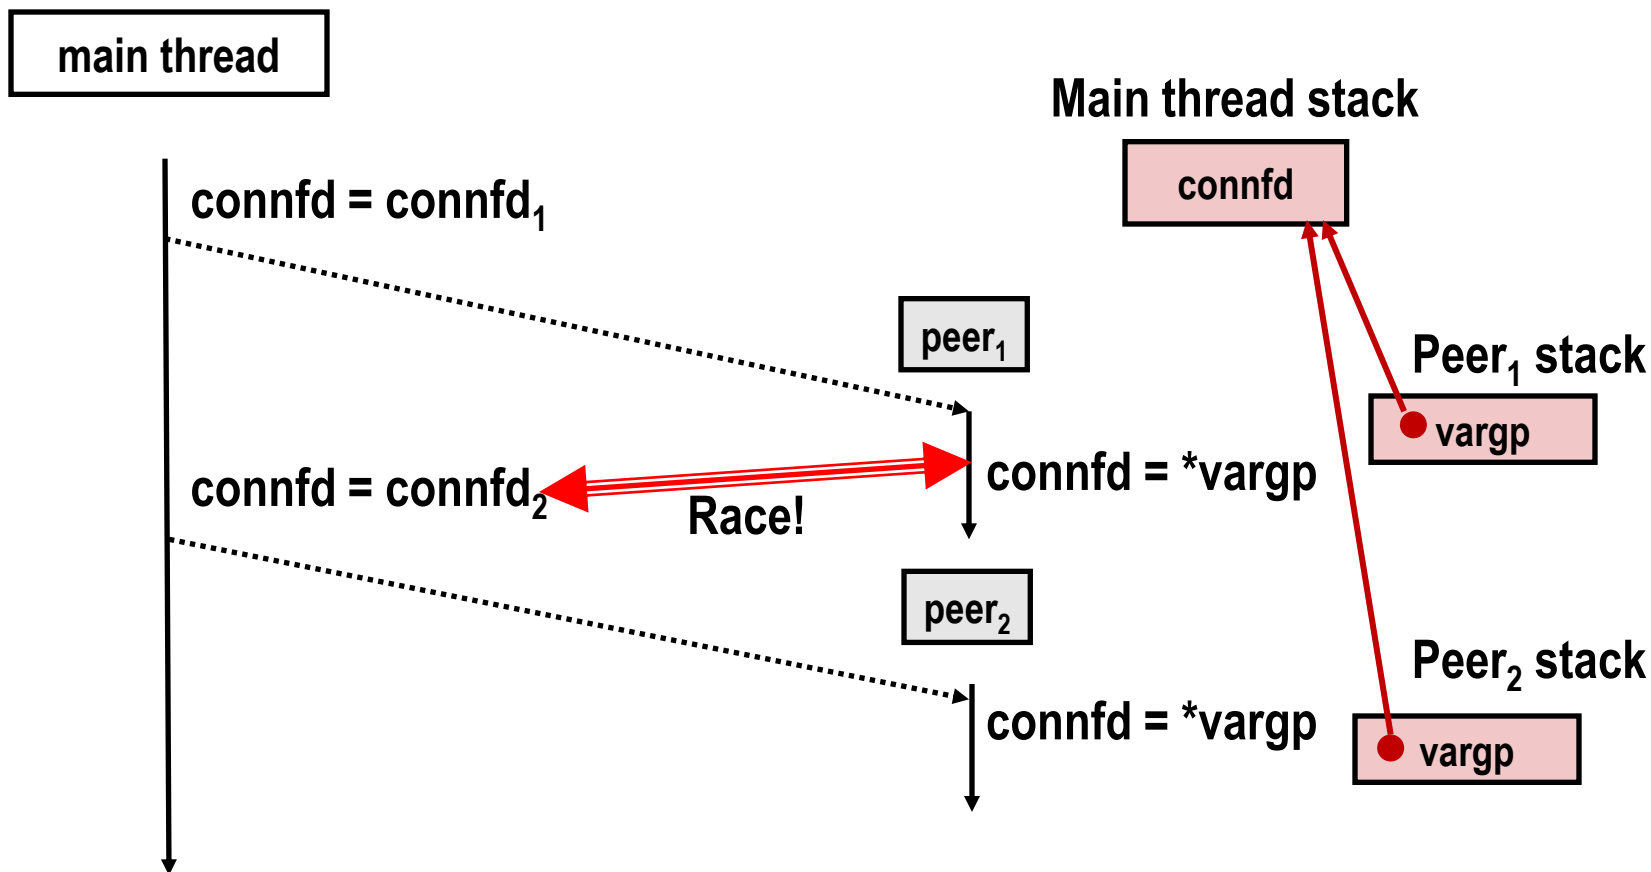 main thread
Main thread stack
connfd
connfd = connfd₁
peer₁
Peer₁ stack
vargp
connfd = connfd₂
Race!
connfd = *vargp
peer₂
Peer₂ stack
connfd = *vargp
vargp